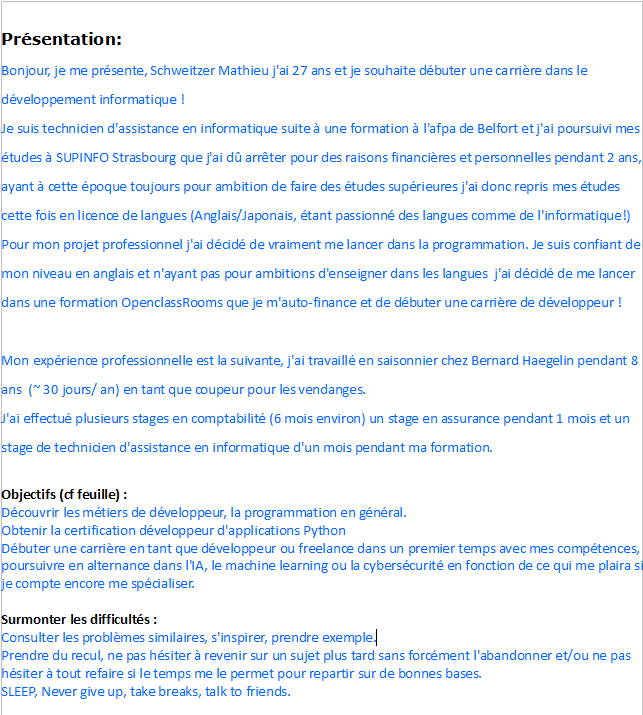 Présentation:
Bonjour, je me présente, Schweitzer Mathieu j'ai 27 ans et je souhaite débuter une carrière dans le
développement informatique !
Je suis technicien d'assistance en informatique suite à une formation à l'afpa de Belfort et j'ai poursuivi mes
études à SUPINFO Strasbourg que j'ai dû arrêter pour des raisons financières et personnelles pendant 2 ans,
ayant à cette époque toujours pour ambition de faire des études supérieures j'ai donc repris mes études
cette fois en licence de langues (Anglais/Japonais, étant passionné des langues comme de l'informatique!)
Pour mon projet professionnel j'ai décidé de vraiment me lancer dans la programmation. Je suis confiant de
mon niveau en anglais et n'ayant pas pour ambitions d'enseigner dans les langues  j'ai décidé de me lancer
dans une formation OpenclassRooms que je m'auto-finance et de débuter une carrière de développeur !
Mon expérience professionnelle est la suivante, j'ai travaillé en saisonnier chez Bernard Haegelin pendant 8
ans  (~ 30 jours/ an) en tant que coupeur pour les vendanges.
J'ai effectué plusieurs stages en comptabilité (6 mois environ) un stage en assurance pendant 1 mois et un
stage de technicien d'assistance en informatique d'un mois pendant ma formation.
Objectifs (cf feuille) :
Découvrir les métiers de développeur, la programmation en général.
Obtenir la certification développeur d'applications Python
Débuter une carrière en tant que développeur ou freelance dans un premier temps avec mes compétences,
poursuivre en alternance dans l'IA, le machine learning ou la cybersécurité en fonction de ce qui me plaira si
je compte encore me spécialiser.
Surmonter les difficultés :
Consulter les problèmes similaires, s'inspirer, prendre exemple.
Prendre du recul, ne pas hésiter à revenir sur un sujet plus tard sans forcément l'abandonner et/ou ne pas
hésiter à tout refaire si le temps me le permet pour repartir sur de bonnes bases.
SLEEP, Never give up, take breaks, talk to friends.